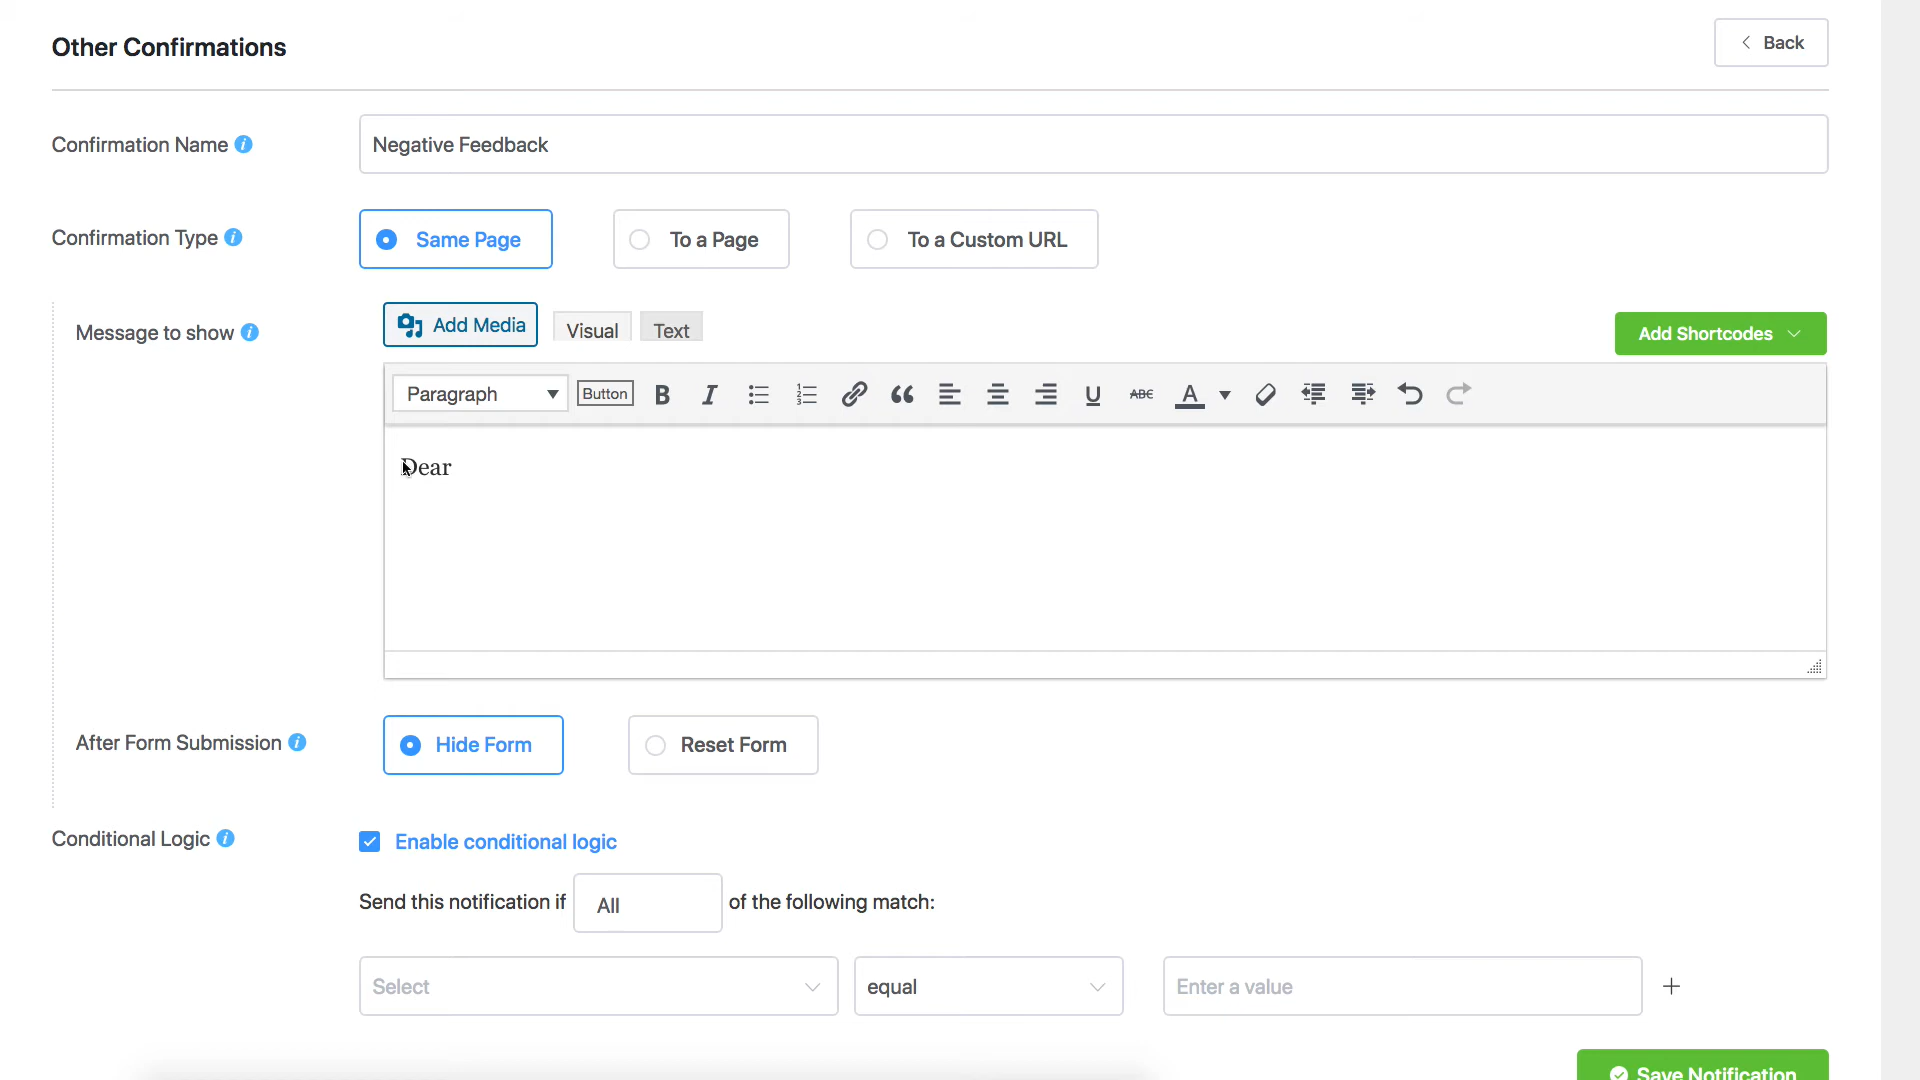 Other Confirmations
Back
Confirmation Name
Negative Feedback
Confirmation Type
Same Page
To a Page
To a Custom URL
Message to show
Add Media
Visual
Text
Add Shortcodes
Paragraph
Button
B
I
ABC
A
Dear
After Form Submission
Hide Form
Reset Form
Conditional Logic
Enable conditional logic
Send this notification if All of the following match:
Select
equal
Enter a value
Save Notification